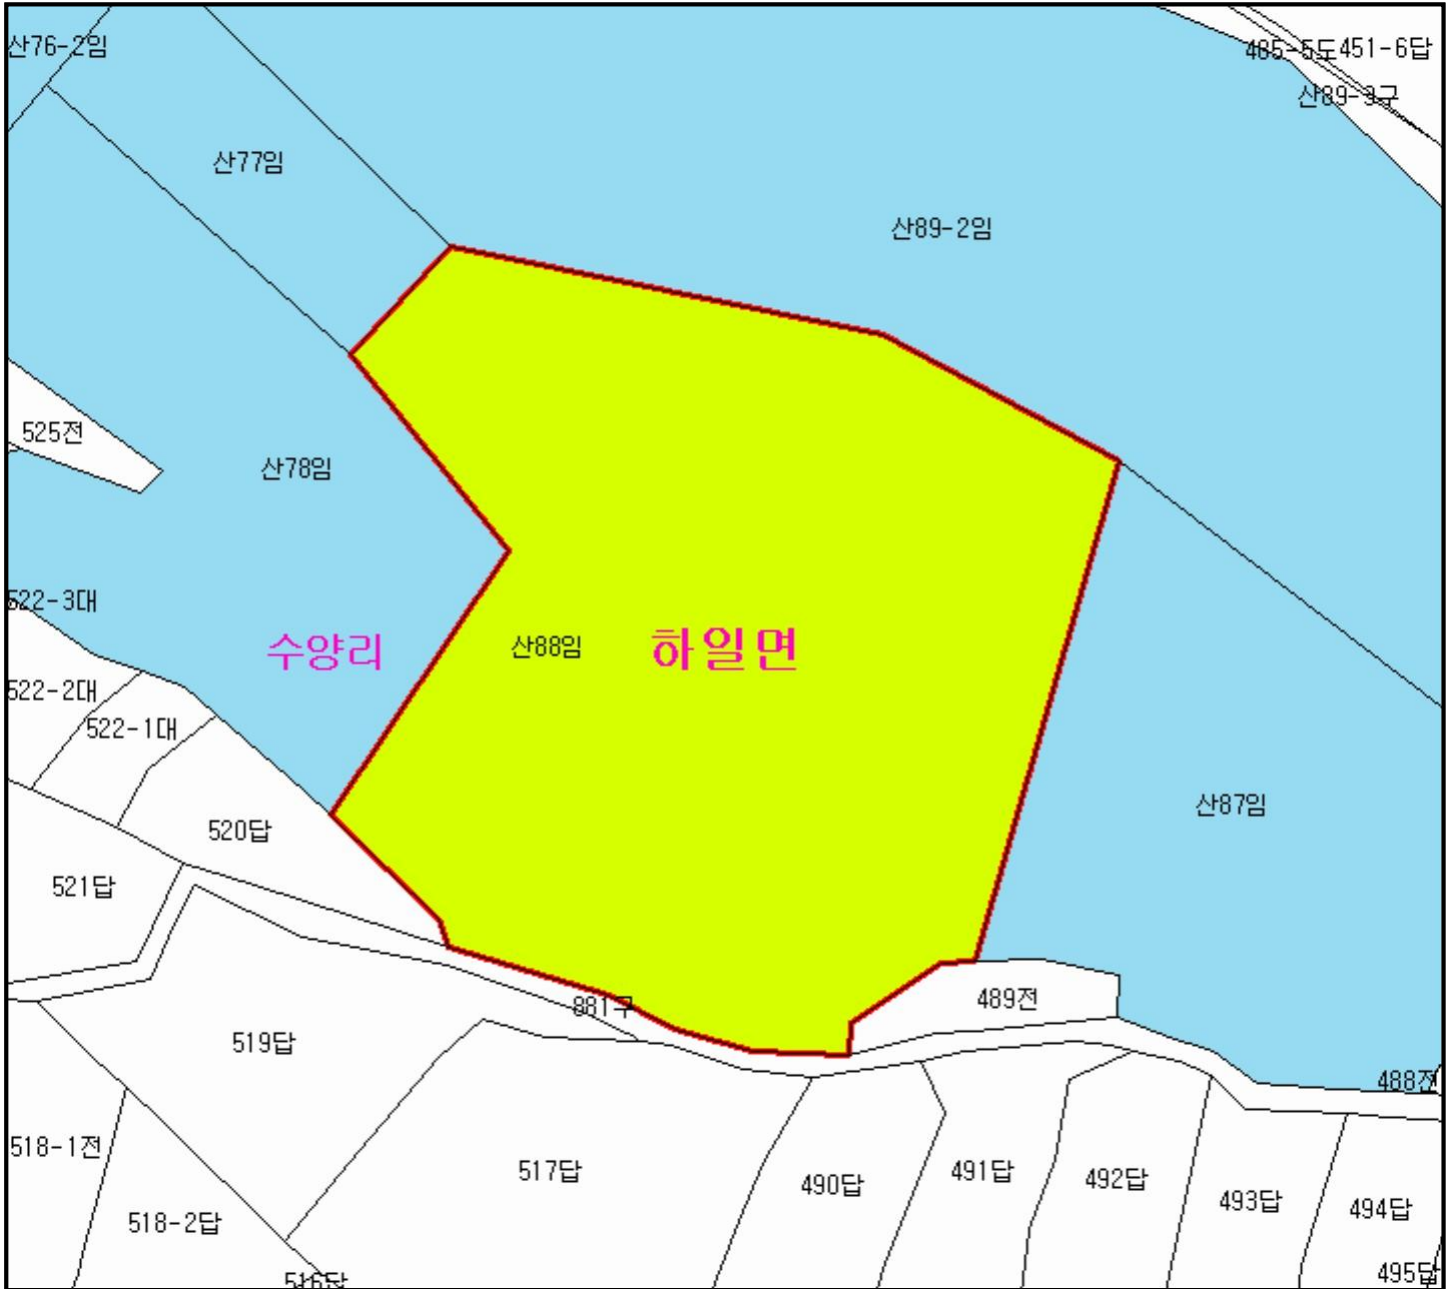 산76-2임
485-5도
451-6답
산89-3구
산77임
산89-2임
525전
산78임
522-3대
수양리
산88임
하일면
522-2대
522-1대
산87임
520답
521답
881구
489전
519답
488전
518-1전
517답
490답
491답
492답
493답
494답
518-2답
516답
495답